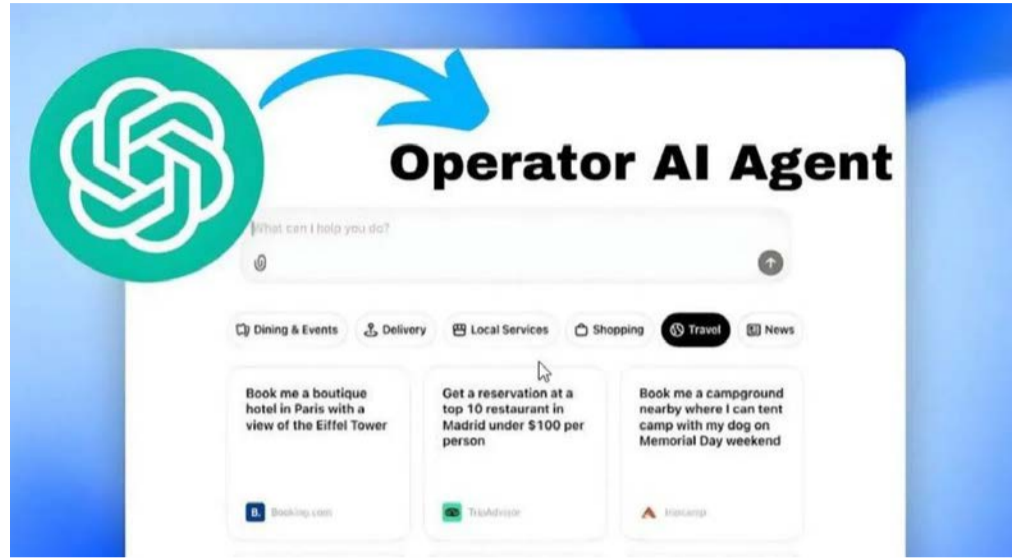 Operator AI Agent
What can I help you do?
Dining & Events
Delivery
Local Services
Shopping
Travel
News
Book me a boutique
hotel in Paris with a
view of the Eiffel Tower
B. Booking.com
Get a reservation at a
top 10 restaurant in
Madrid under $100 per
person
TripAdvisor
Book me a campground
nearby where I can tent
camp with my dog on
Memorial Day weekend